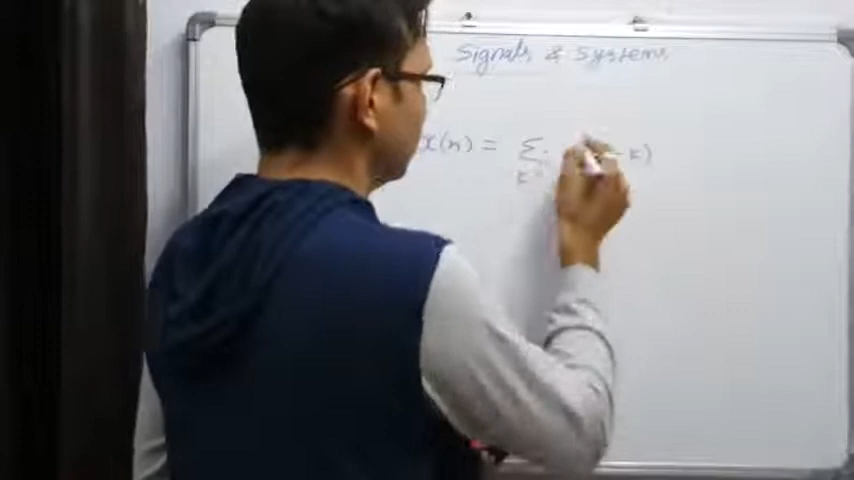 Signals & Systems
x(n) = Σ k)
k=